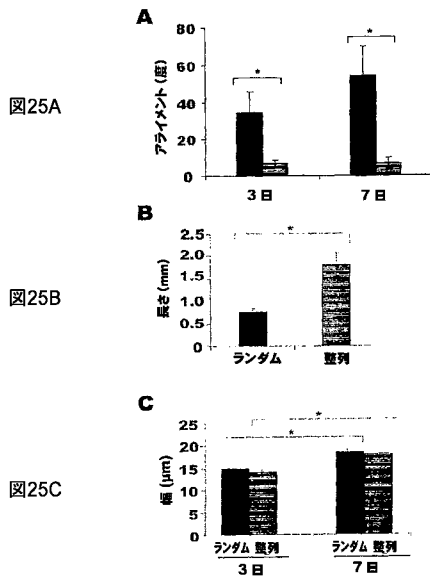 図25A
A
アライメント (度)
80
60
40
20
0
*
*
3日
7日
図25B
B
長さ (mm)
2.5
2.0
1.5
1.0
0.5
0
*
ランダム 整列
図25C
C
幅 (μm)
25
20
15
10
5
0
*
*
ランダム 整列 ランダム 整列
3日
7日